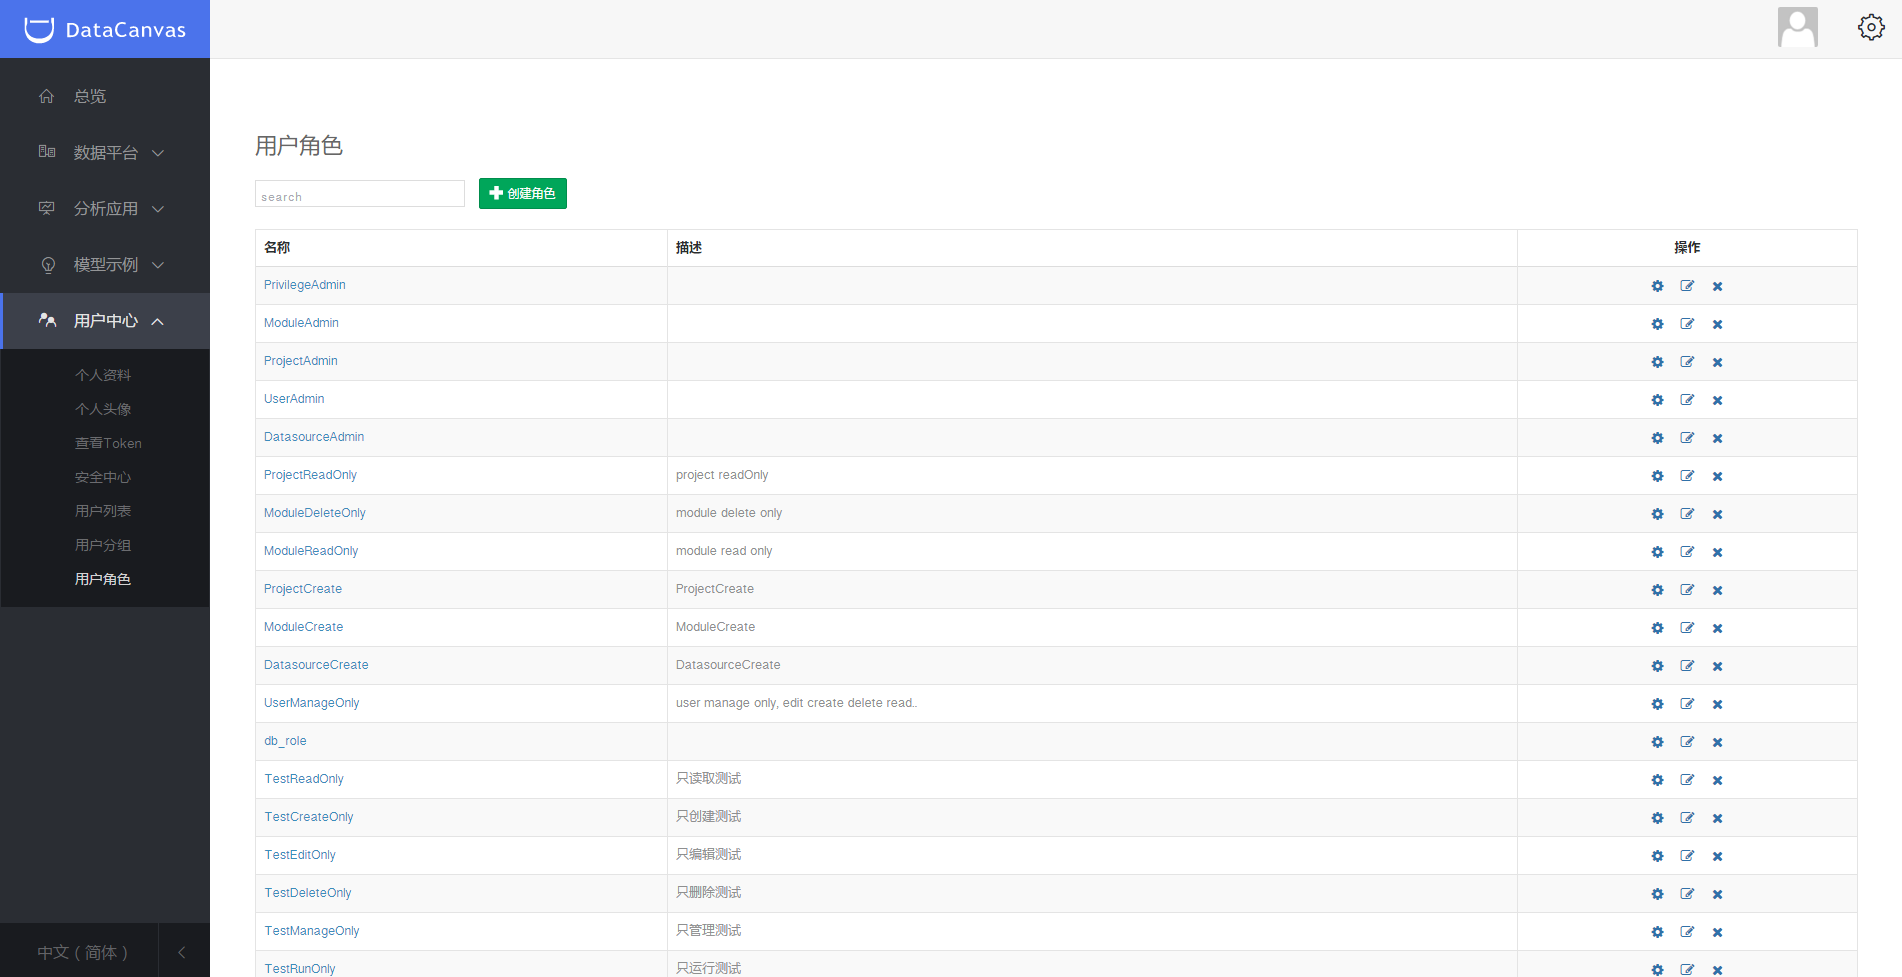 DataCanvas
总览
数据平台
分析应用
模型示例
用户中心
个人资料
个人头像
查看Token
安全中心
用户列表
用户分组
用户角色
中文（简体）
用户角色
search
创建角色
名称 描述 操作
PrivilegeAdmin
ModuleAdmin
ProjectAdmin
UserAdmin
DatasourceAdmin
ProjectReadOnly project readOnly
ModuleDeleteOnly module delete only
ModuleReadOnly module read only
ProjectCreate ProjectCreate
ModuleCreate ModuleCreate
DatasourceCreate DatasourceCreate
UserManageOnly user manage only, edit create delete read..
db_role
TestReadOnly 只读取测试
TestCreateOnly 只创建测试
TestEditOnly 只编辑测试
TestDeleteOnly 只删除测试
TestManageOnly 只管理测试
TestRunOnly 只运行测试